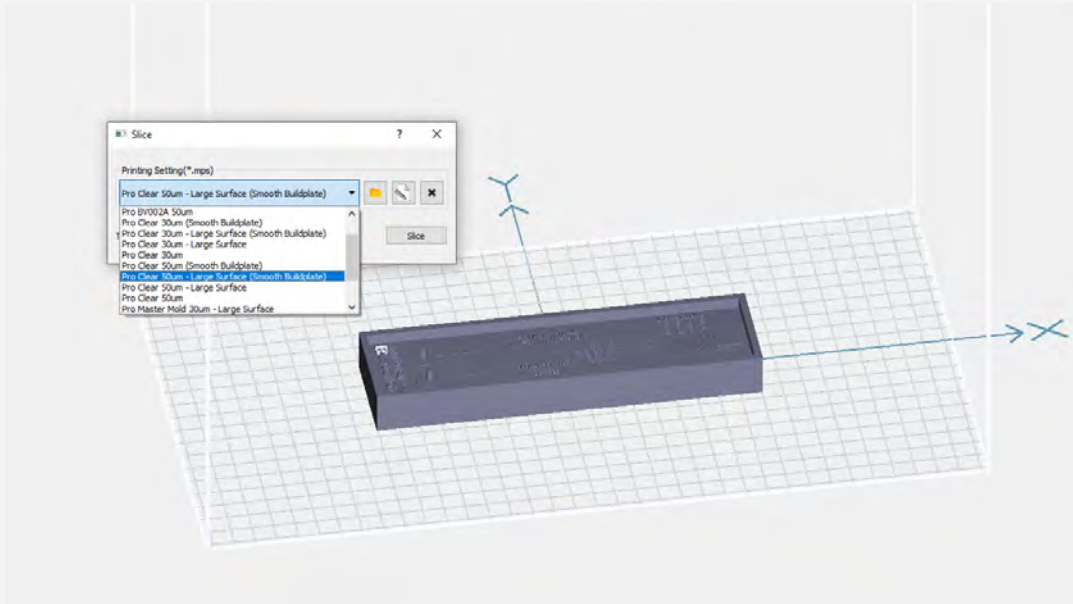 Slice
?
Printing Setting(*.mps)
Pro Clear 50um - Large Surface (Smooth Buildplate)
Pro BV002A 50um
Pro Clear 30um (Smooth Buildplate)
Pro Clear 30um - Large Surface (Smooth Buildplate)
Pro Clear 30um - Large Surface
Slice
Pro Clear 30um
Pro Clear 50um (Smooth Buildplate)
Pro Clear 50um - Large Surface (Smooth Buildplate)
Pro Clear 50um - Large Surface
Pro Clear 50um
Pro Master Mold 30um - Large Surface
Y
X